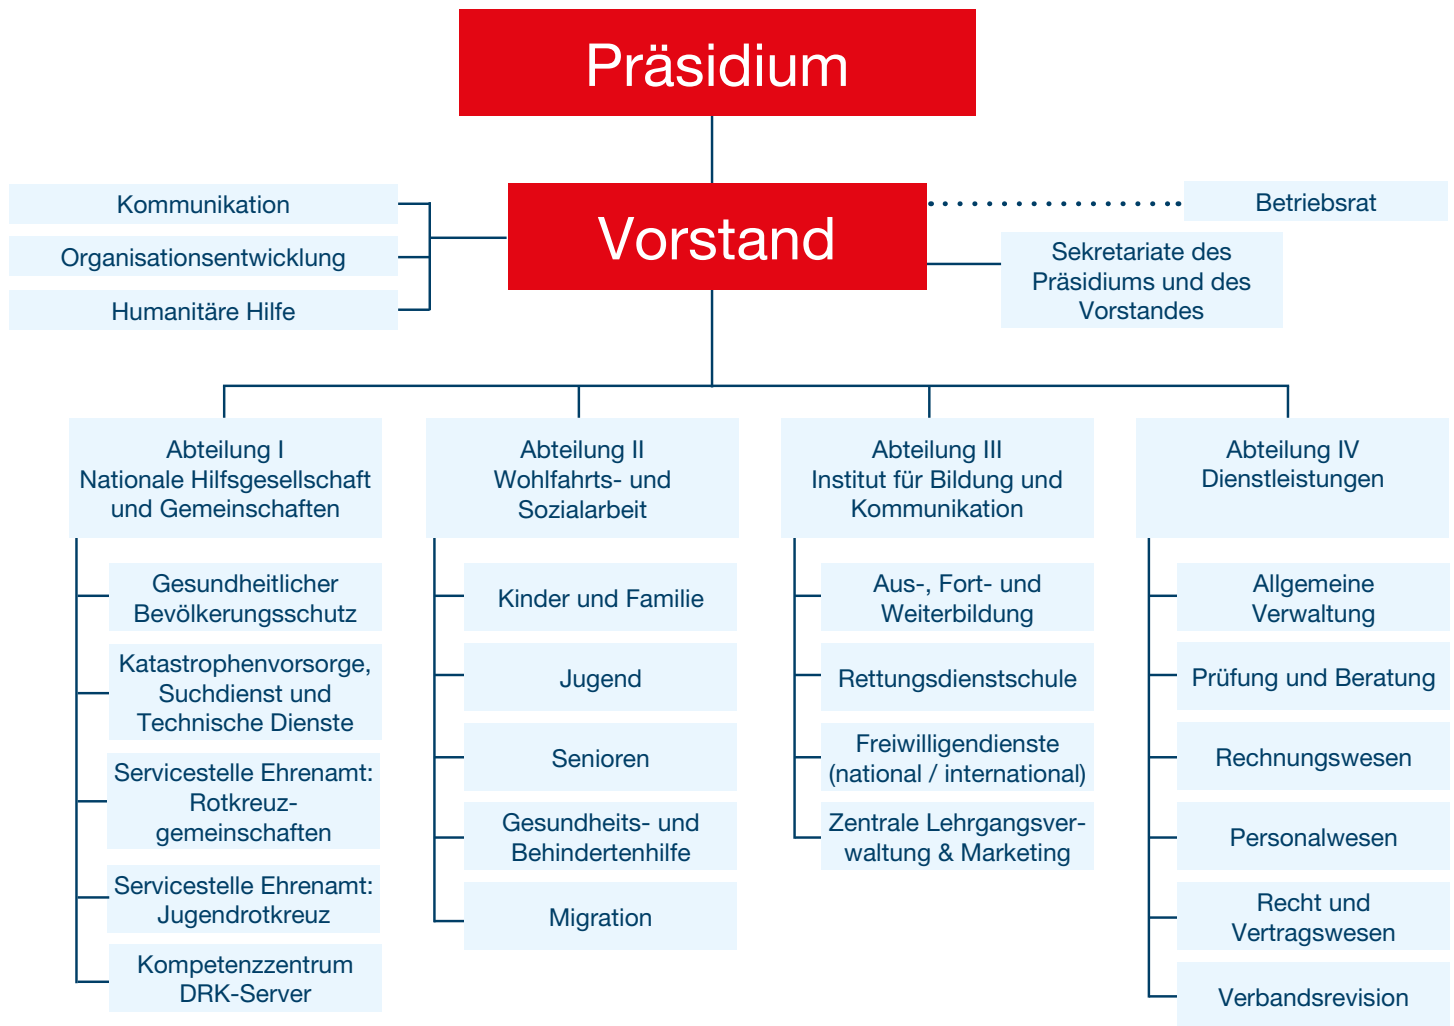 Präsidium
Vorstand
Kommunikation
Organisationsentwicklung
Humanitäre Hilfe
Betriebsrat
Sekretariate des
Präsidiums und des
Vorstandes
Abteilung I
Nationale Hilfsgesellschaft
und Gemeinschaften
Gesundheitlicher
Bevölkerungsschutz
Katastrophenvorsorge,
Suchdienst und
Technische Dienste
Servicestelle Ehrenamt:
Rotkreuz-
gemeinschaften
Servicestelle Ehrenamt:
Jugendrotkreuz
Kompetenzzentrum
DRK-Server
Abteilung II
Wohlfahrts- und
Sozialarbeit
Kinder und Familie
Jugend
Senioren
Gesundheits- und
Behindertenhilfe
Migration
Abteilung III
Institut für Bildung und
Kommunikation
Aus-, Fort- und
Weiterbildung
Rettungsdienstschule
Freiwilligendienste
(national / international)
Zentrale Lehrgangsver-
waltung & Marketing
Abteilung IV
Dienstleistungen
Allgemeine
Verwaltung
Prüfung und Beratung
Rechnungswesen
Personalwesen
Recht und
Vertragswesen
Verbandsrevision